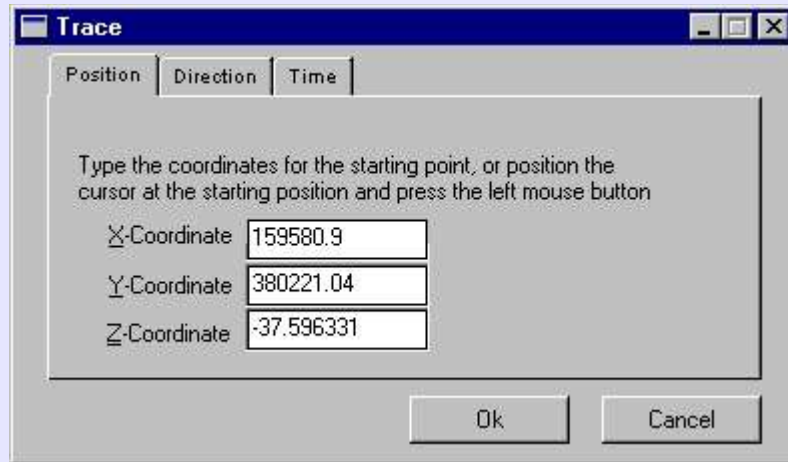 Trace
Position Direction Time
Type the coordinates for the starting point, or position the
cursor at the starting position and press the left mouse button
X-Coordinate 159580.9
Y-Coordinate 380221.04
Z-Coordinate -37.596331
Ok Cancel